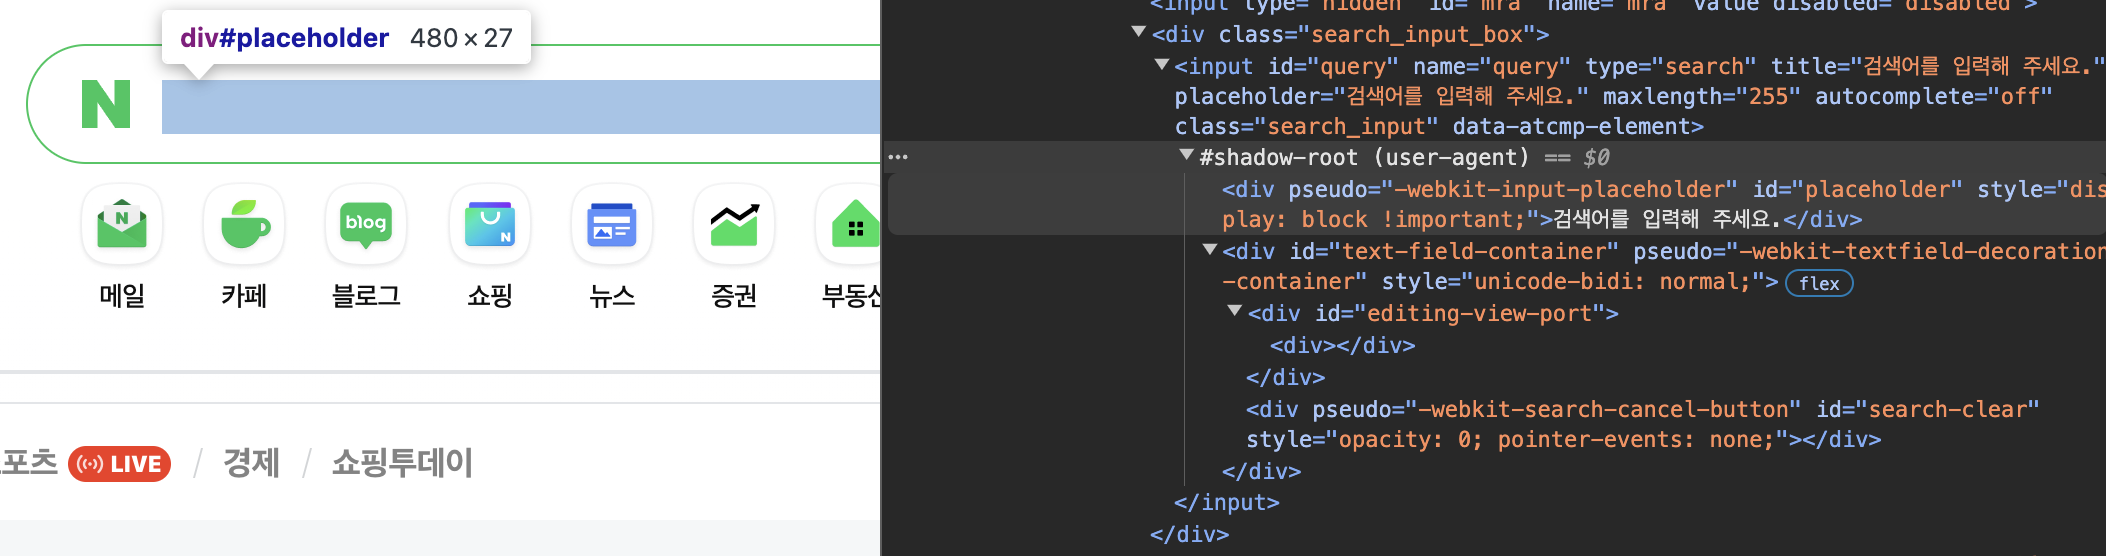 div#placeholder 480 × 27
N
blog
N
N
메일
카페
블로그
쇼핑
뉴스
증권
부동산
포츠
LIVE
/ 경제 / 쇼핑투데이
<input type="hidden" id="mra" name="mra" value disabled="disabled">
<div class="search_input_box">
<input id="query" name="query" type="search" title="검색어를 입력해 주세요."
placeholder="검색어를 입력해 주세요." maxlength="255" autocomplete="off"
class="search_input" data-atcmp-element>
#shadow-root (user-agent) == $0
<div pseudo="-webkit-input-placeholder" id="placeholder" style="dis
play: block !important;">검색어를 입력해 주세요.</div>
<div id="text-field-container" pseudo="-webkit-textfield-decoration
-container" style="unicode-bidi: normal;"> flex
<div id="editing-view-port">
<div></div>
</div>
<div pseudo="-webkit-search-cancel-button" id="search-clear"
style="opacity: 0; pointer-events: none;"></div>
</div>
</input>
</div>